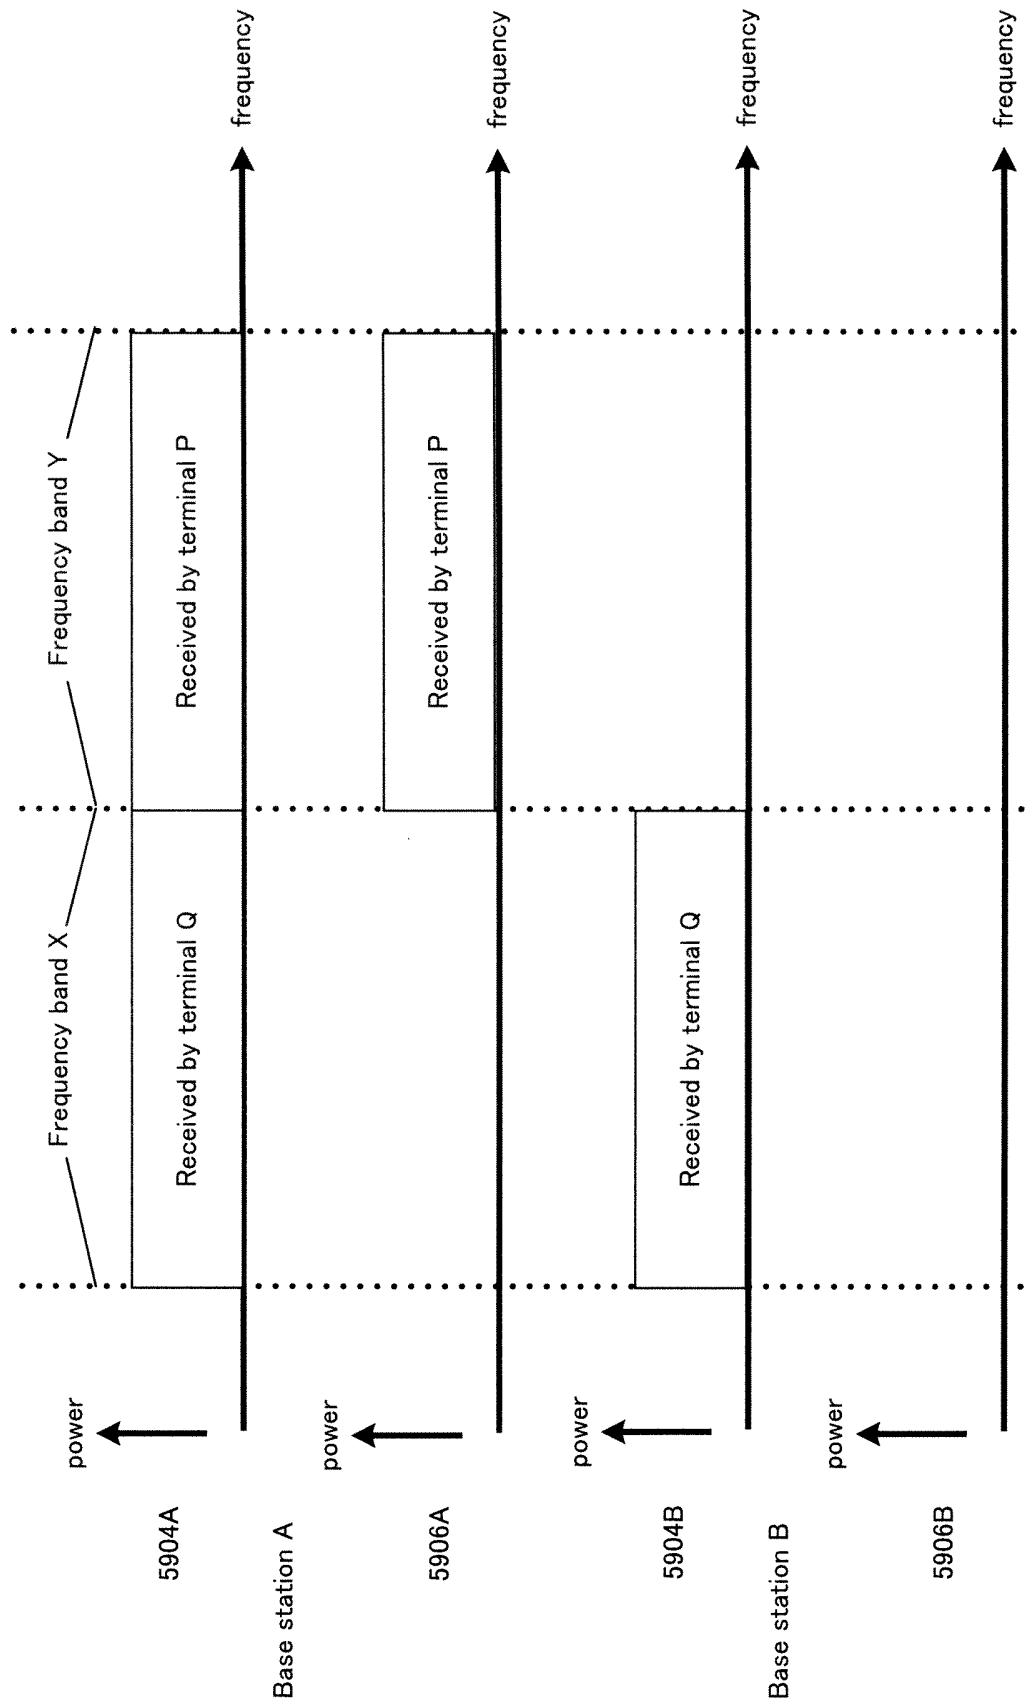 Frequency band X
Frequency band Y
power
5904A
Received by terminal Q
Received by terminal P
frequency
Base station A
power
5906A
Received by terminal P
frequency
power
5904B
Received by terminal Q
frequency
Base station B
power
5906B
frequency